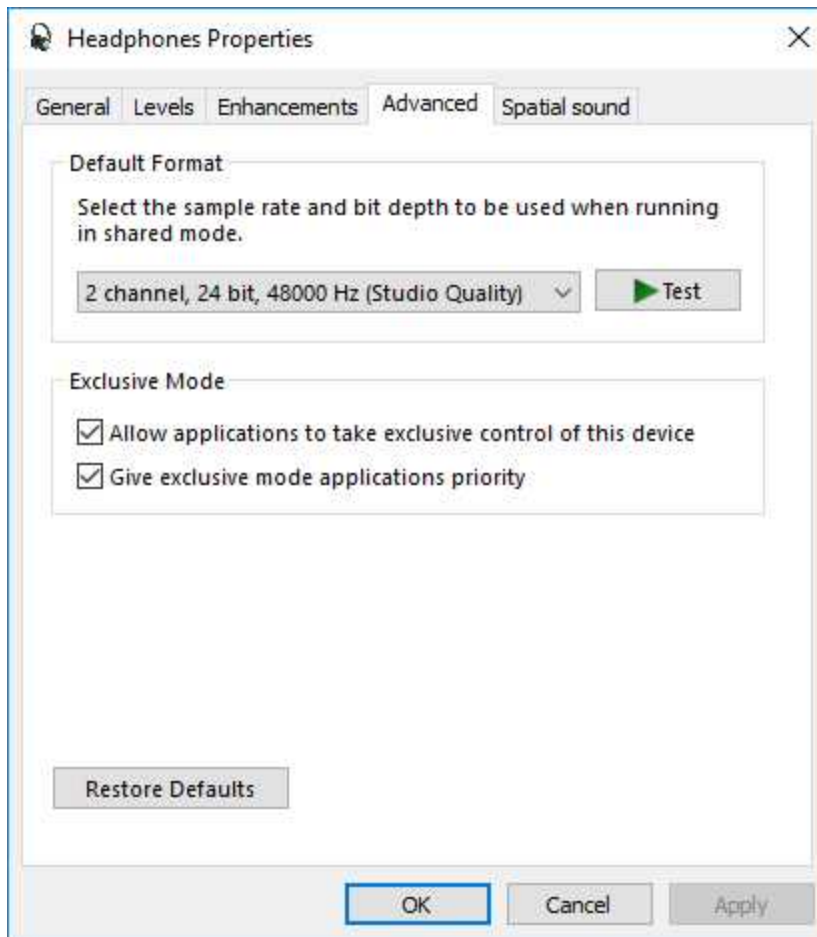 Headphones Properties
General Levels Enhancements Advanced Spatial sound
Default Format
Select the sample rate and bit depth to be used when running
in shared mode.
2 channel, 24 bit, 48000 Hz (Studio Quality) Test
Exclusive Mode
Allow applications to take exclusive control of this device
Give exclusive mode applications priority
Restore Defaults
OK Cancel Apply